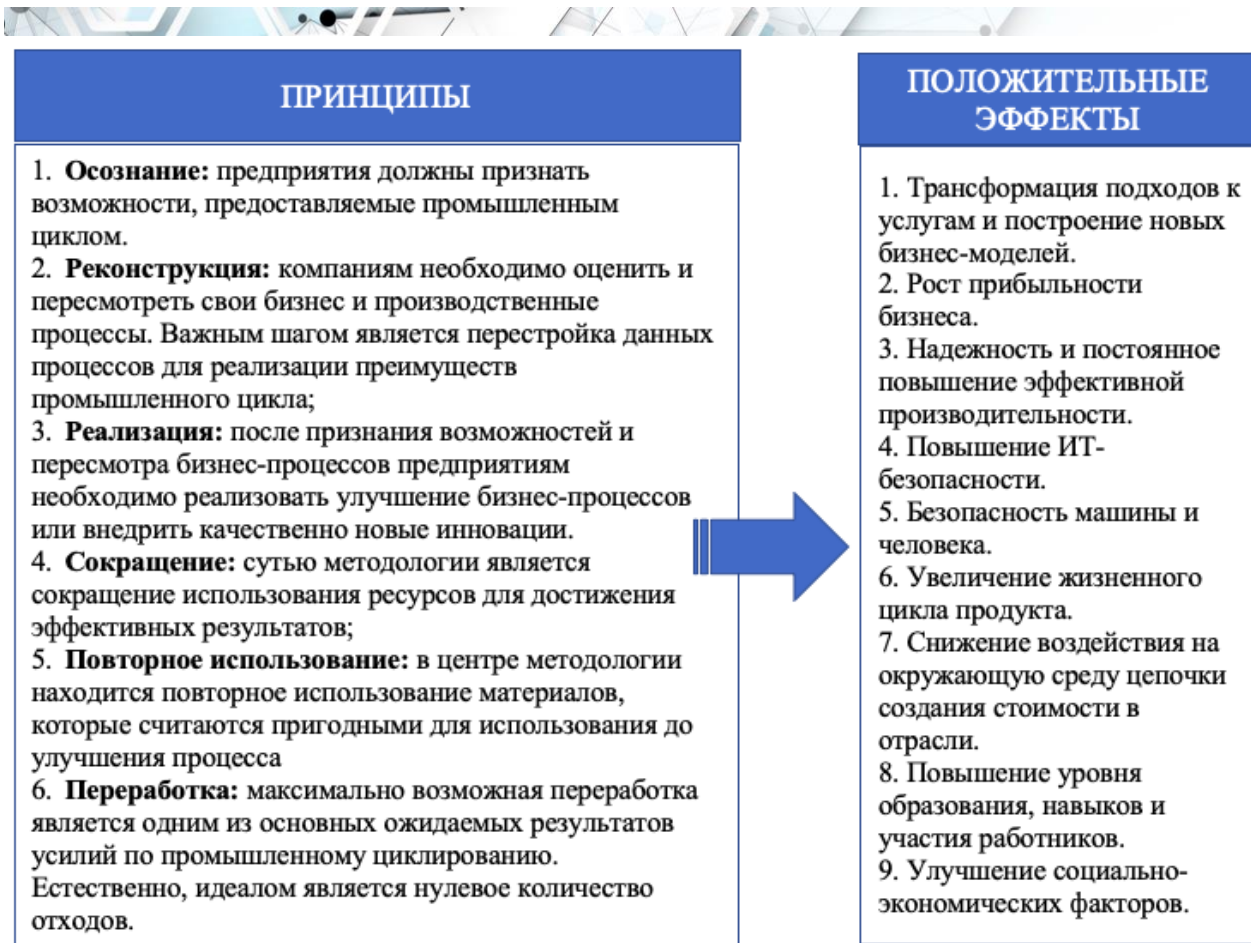 ПРИНЦИПЫ
1. Осознание: предприятия должны признать
возможности, предоставляемые промышленным
циклом.
2. Реконструкция: компаниям необходимо оценить и
пересмотреть свои бизнес и производственные
процессы. Важным шагом является перестройка данных
процессов для реализации преимуществ
промышленного цикла;
3. Реализация: после признания возможностей и
пересмотра бизнес-процессов предприятиям
необходимо реализовать улучшение бизнес-процессов
или внедрить качественно новые инновации.
4. Сокращение: сутью методологии является
сокращение использования ресурсов для достижения
эффективных результатов;
5. Повторное использование: в центре методологии
находится повторное использование материалов,
которые считаются пригодными для использования до
улучшения процесса
6. Переработка: максимально возможная переработка
является одним из основных ожидаемых результатов
усилий по промышленному циклированию.
Естественно, идеалом является нулевое количество
отходов.
ПОЛОЖИТЕЛЬНЫЕ
ЭФФЕКТЫ
1. Трансформация подходов к
услугам и построение новых
бизнес-моделей.
2. Рост прибыльности
бизнеса.
3. Надежность и постоянное
повышение эффективной
производительности.
4. Повышение ИТ-
безопасности.
5. Безопасность машины и
человека.
6. Увеличение жизненного
цикла продукта.
7. Снижение воздействия на
окружающую среду цепочки
создания стоимости в
отрасли.
8. Повышение уровня
образования, навыков и
участия работников.
9. Улучшение социально-
экономических факторов.